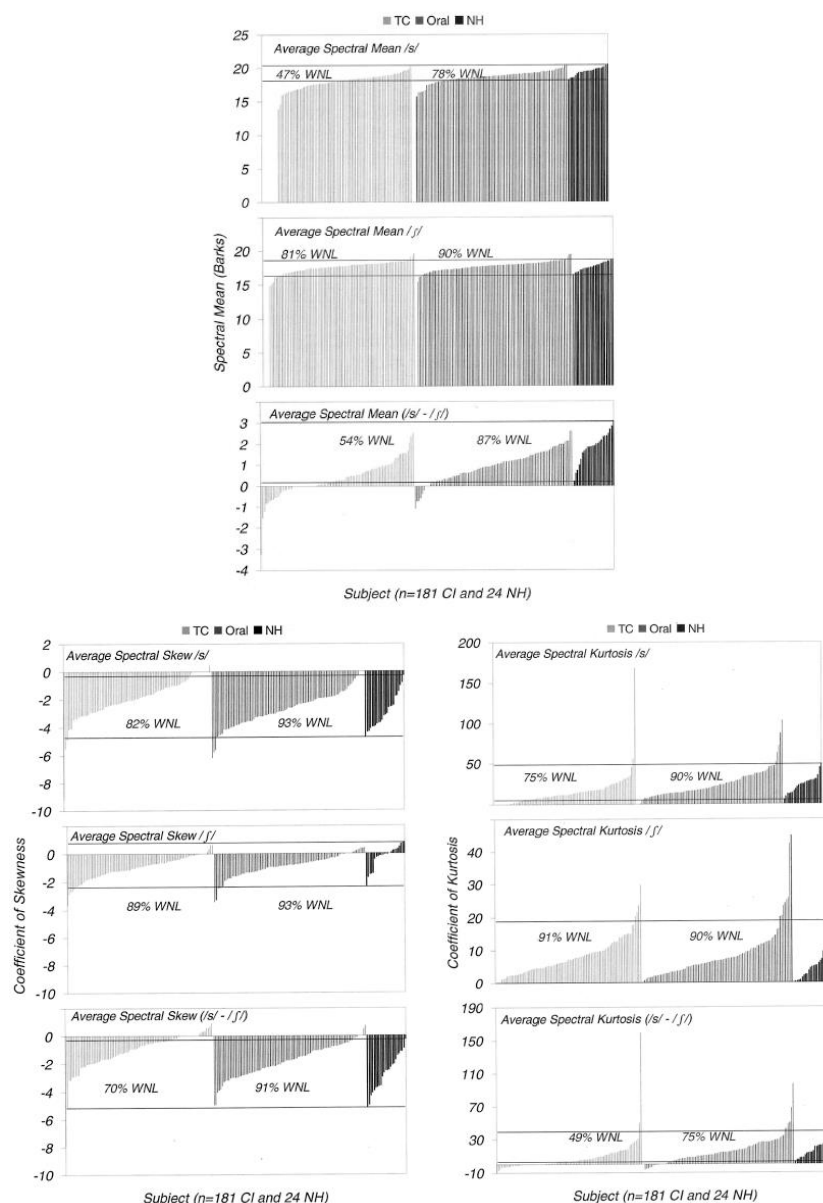 TC Oral NH
Average Spectral Mean /s/
25
20
15
10
5
0
47% WNL 78% WNL
Average Spectral Mean /ʃ/
25
20
15
10
5
0
81% WNL 90% WNL
Spectral Mean (Barks)
Average Spectral Mean (/s/ - /ʃ/)
3
2
1
0
-1
-2
-3
-4
54% WNL 87% WNL
Subject (n=181 CI and 24 NH)
TC Oral NH
Average Spectral Skew /s/
2
0
-2
-4
-6
-8
-10
82% WNL 93% WNL
Average Spectral Skew /ʃ/
0
-2
-4
-6
-8
-10
89% WNL 93% WNL
Coefficient of Skewness
Average Spectral Skew (/s/ - /ʃ/)
2
0
-2
-4
-6
-8
-10
70% WNL 91% WNL
Subject (n=181 CI and 24 NH)
TC Oral NH
Average Spectral Kurtosis /s/
200
150
100
50
75% WNL 90% WNL
Average Spectral Kurtosis /ʃ/
40
30
20
10
0
91% WNL 90% WNL
Coefficient of Kurtosis
Average Spectral Kurtosis (/s/ - /ʃ/)
190
150
110
70
30
-10
49% WNL 75% WNL
Subject (n=181 CI and 24 NH)